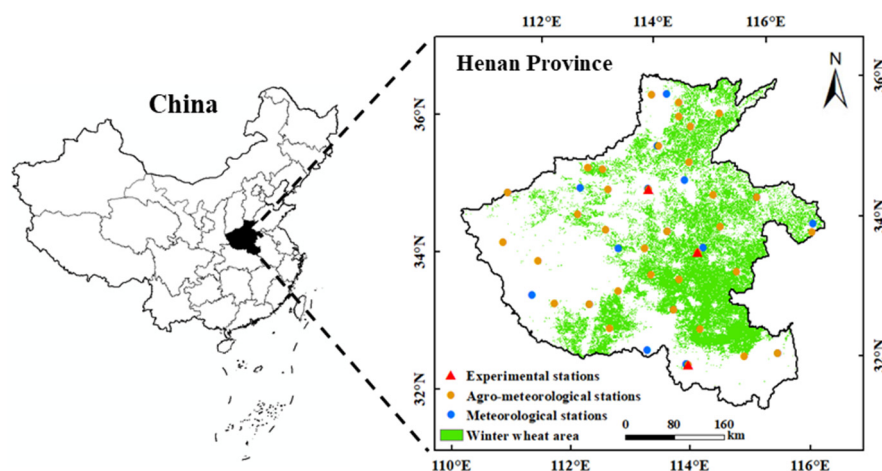 112°E 114°E 116°E
Henan Province
N
China
36°N 36°N
34°N 34°N
32°N 32°N
Experimental stations
Agro-meteorological stations
Meteorological stations
Winter wheat area
0 80 160
km
110°E 112°E 114°E 116°E